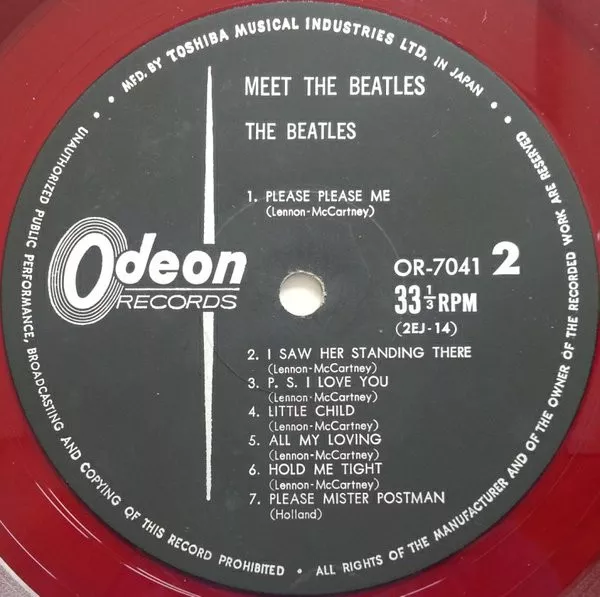 MFD. BY TOSHIBA MUSICAL INDUSTRIES LTD. IN JAPAN
MEET THE BEATLES
THE BEATLES
1. PLEASE PLEASE ME
(Lennon-McCartney)
Odeon
RECORDS
OR-7041 2
33 1/3 RPM
(2EJ-14)
2. I SAW HER STANDING THERE
(Lennon-McCartney)
3. P. S. I LOVE YOU
(Lennon-McCartney)
4. LITTLE CHILD
(Lennon-McCartney)
5. ALL MY LOVING
(Lennon-McCartney)
6. HOLD ME TIGHT
(Lennon-McCartney)
7. PLEASE MISTER POSTMAN
(Holland)
UNAUTHORIZED PUBLIC PERFORMANCE, BROADCASTING AND COPYING OF THIS RECORD PROHIBITED • ALL RIGHTS OF THE MANUFACTURER AND OF THE OWNER OF THE RECORDED WORK ARE RESERVED